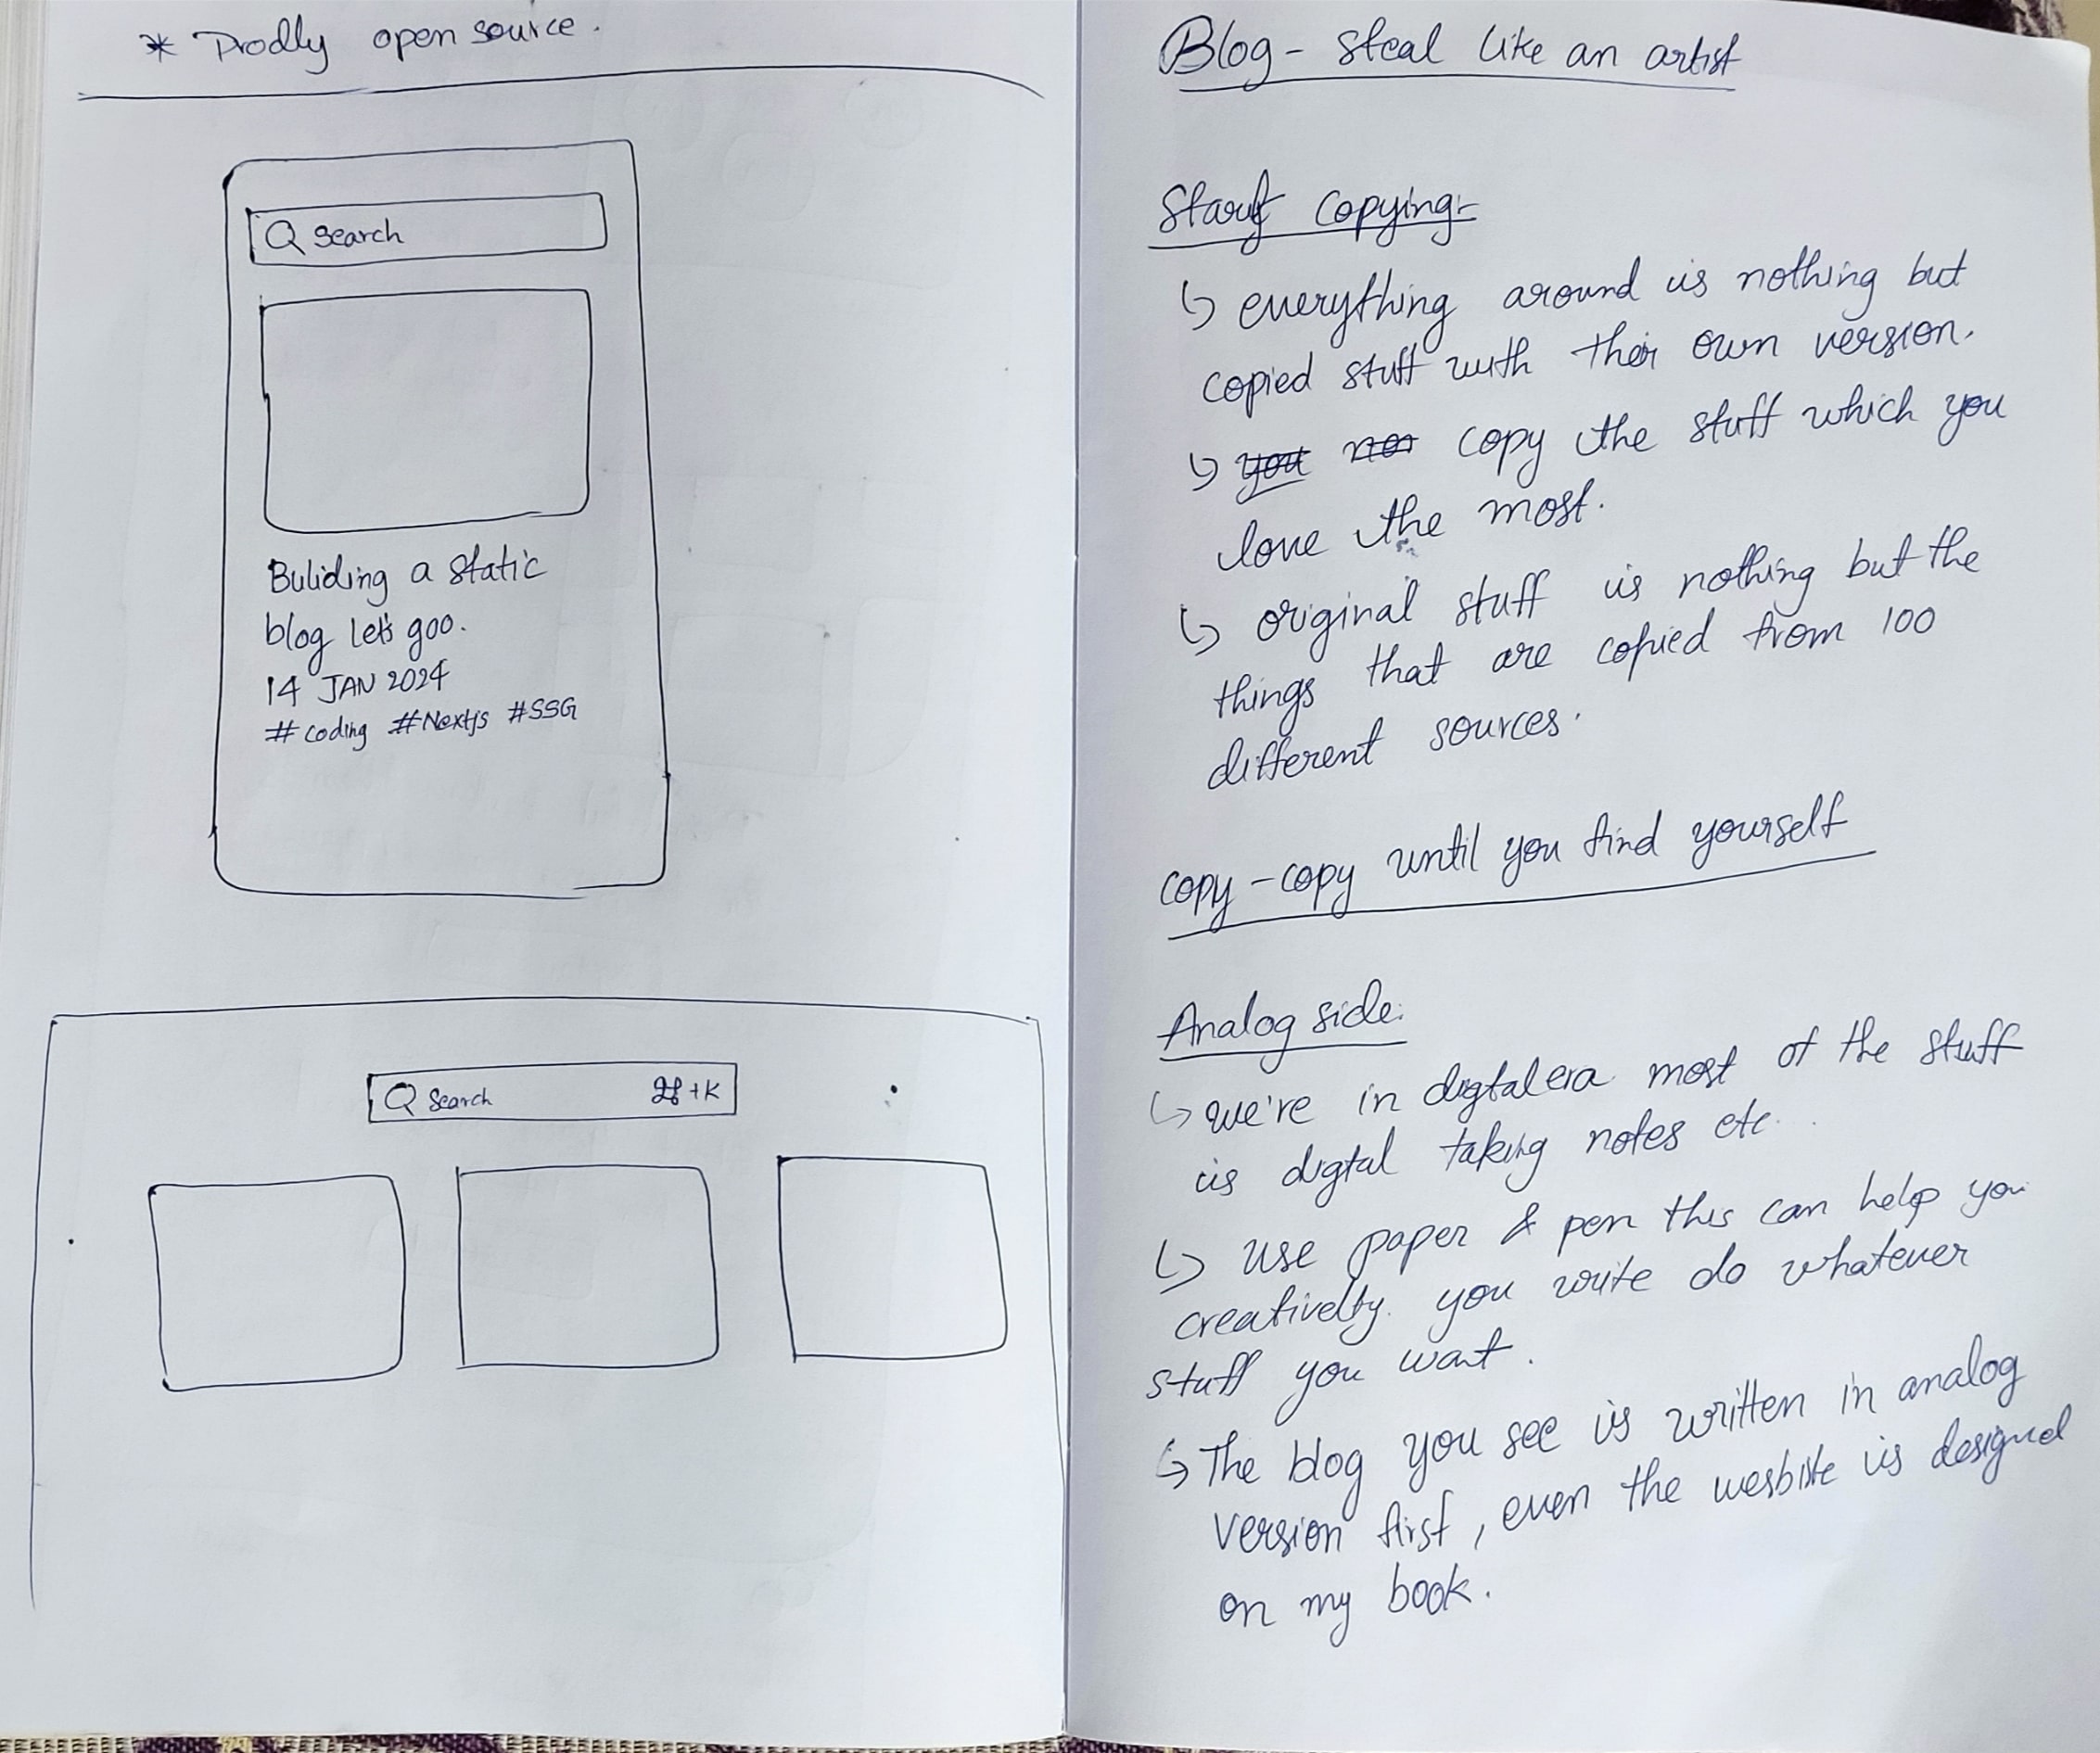 * Prodly open source.
Q Search
Buliding a static
blog let's goo.
14 JAN 2024
# coding #Nextjs #SSG
Q Search ⌘+K
Blog - steal like an artist
Start copying-
↳ everything around is nothing but
copied stuff with their own version.
↳ you non copy the stuff which you
love the most.
↳ original stuff is nothing but the
things that are copied from 100
different sources.
copy - copy until you find yourself
Analog side:
↳ we're in digtal era most of the stuff
is digtal taking notes etc..
↳ use paper & pen this can help you
creativelty. you write do whatever
stuff you want.
↳ The blog you see is written in analog
version first, even the wesbite is designed
on my book.